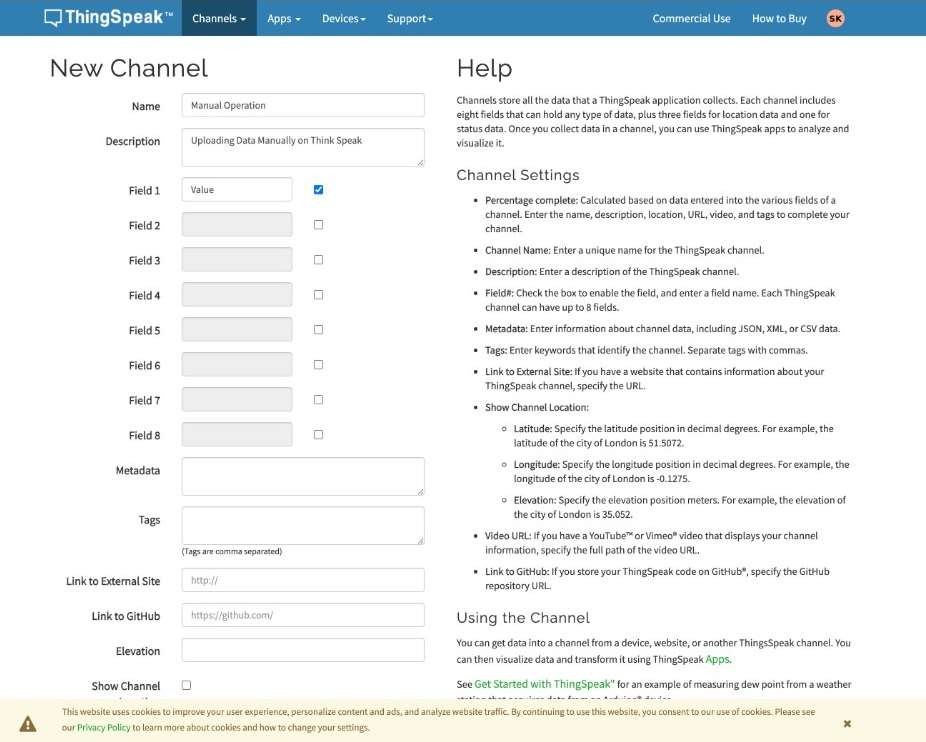 ThingSpeak™
Channels
Apps
Devices
Support
Commercial Use
How to Buy
SK
New Channel
Name
Manual Operation
Description
Uploading Data Manually on Think Speak
Field 1
Value
Field 2
Field 3
Field 4
Field 5
Field 6
Field 7
Field 8
Metadata
Tags
(Tags are comma separated)
Link to External Site
http://
Link to GitHub
https://github.com/
Elevation
Show Channel
Help
Channels store all the data that a ThingSpeak application collects. Each channel includes
eight fields that can hold any type of data, plus three fields for location data and one for
status data. Once you collect data in a channel, you can use ThingSpeak apps to analyze and
visualize it.
Channel Settings
• Percentage complete: Calculated based on data entered into the various fields of a
channel. Enter the name, description, location, URL, video, and tags to complete your
channel.
• Channel Name: Enter a unique name for the ThingSpeak channel.
• Description: Enter a description of the ThingSpeak channel.
• Field#: Check the box to enable the field, and enter a field name. Each ThingSpeak
channel can have up to 8 fields.
• Metadata: Enter information about channel data, including JSON, XML, or CSV data.
• Tags: Enter keywords that identify the channel. Separate tags with commas.
• Link to External Site: If you have a website that contains information about your
ThingSpeak channel, specify the URL.
• Show Channel Location:
◦ Latitude: Specify the latitude position in decimal degrees. For example, the
latitude of the city of London is 51.5072.
◦ Longitude: Specify the longitude position in decimal degrees. For example, the
longitude of the city of London is -0.1275.
◦ Elevation: Specify the elevation position meters. For example, the elevation of
the city of London is 35.052.
• Video URL: If you have a YouTube™ or Vimeo® video that displays your channel
information, specify the full path of the video URL.
• Link to GitHub: If you store your ThingSpeak code on GitHub®, specify the GitHub
repository URL.
Using the Channel
You can get data into a channel from a device, website, or another ThingsSpeak channel. You
can then visualize data and transform it using ThingSpeak Apps.
See Get Started with ThingSpeak™ for an example of measuring dew point from a weather
This website uses cookies to improve your user experience, personalize content and ads, and analyze website traffic. By continuing to use this website, you consent to our use of cookies. Please see
our Privacy Policy to learn more about cookies and how to change your settings.